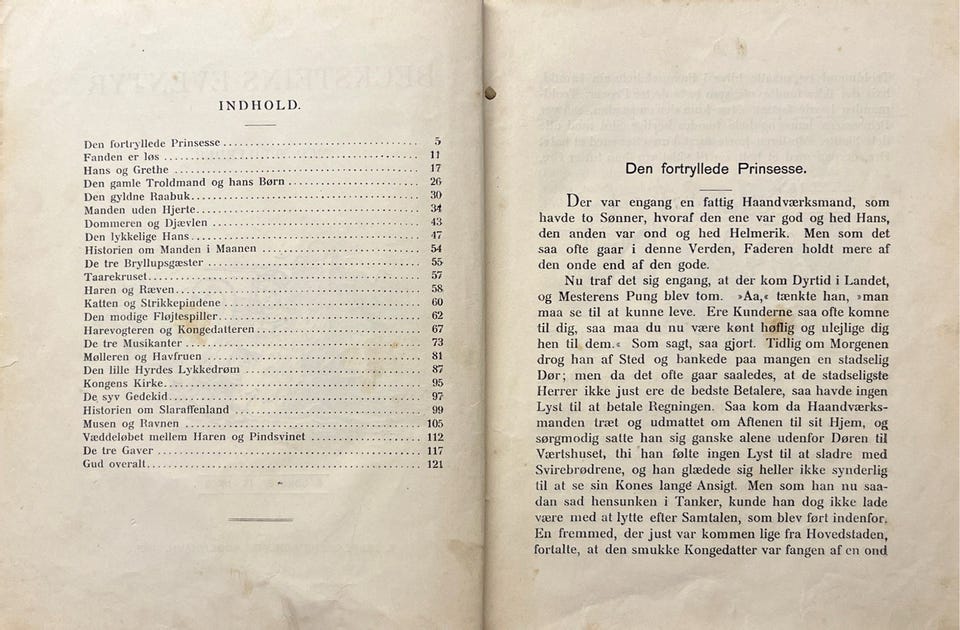 INDHOLD.
Den fortryllede Prinsesse 5
Fanden er løs 11
Hans og Grethe 17
Den gamle Troldmand og hans Børn 26
Den gyldne Raabuk 30
Manden uden Hjerte 34
Dommeren og Djævlen 43
Den lykkelige Hans 47
Historien om Manden i Maanen 54
De tre Bryllupsgæster 55
Taarekruset 57
Haren og Ræven 58
Katten og Strikkepindene 60
Den modige Fløjtespiller 62
Harevogteren og Kongedatteren 67
De tre Musikanter 73
Mølleren og Havfruen 81
Den lille Hyrdes Lykkedrøm 87
Kongens Kirke 95
De syv Gedekid 97
Historien om Slaraffenland 99
Musen og Ravnen 105
Væddeløbet mellem Haren og Pindsvinet 112
De tre Gaver 117
Gud overalt 121
Den fortryllede Prinsesse.
Der var engang en fattig Haandværksmand, som
havde to Sønner, hvoraf den ene var god og hed Hans,
den anden var ond og hed Helmerik. Men som det
saa ofte gaar i denne Verden, Faderen holdt mere af
den onde end af den gode.
Nu traf det sig engang, at der kom Dyrtid i Landet,
og Mesterens Pung blev tom. »Aa,« tænkte han, »man
maa se til at kunne leve. Ere Kunderne saa ofte komne
til dig, saa maa du nu være kønt høflig og ulejlige dig
hen til dem.« Som sagt, saa gjort. Tidlig om Morgenen
drog han af Sted og bankede paa mangen en stadselig
Dør; men da det ofte gaar saaledes, at de stadseligste
Herrer ikke just ere de bedste Betalere, saa havde ingen
Lyst til at betale Regningen. Saa kom da Haandværks-
manden træt og udmattet om Aftenen til sit Hjem, og
sørgmodig satte han sig ganske alene udenfor Døren til
Værtshuset, thi han følte ingen Lyst til at sladre med
Svirebrødrene, og han glædede sig heller ikke synderlig
til at se sin Kones lange Ansigt. Men som han nu saa-
dan sad hensunken i Tanker, kunde han dog ikke lade
være med at lytte efter Samtalen, som blev ført indenfor.
En fremmed, der just var kommen lige fra Hovedstaden,
fortalte, at den smukke Kongedatter var fangen af en ond